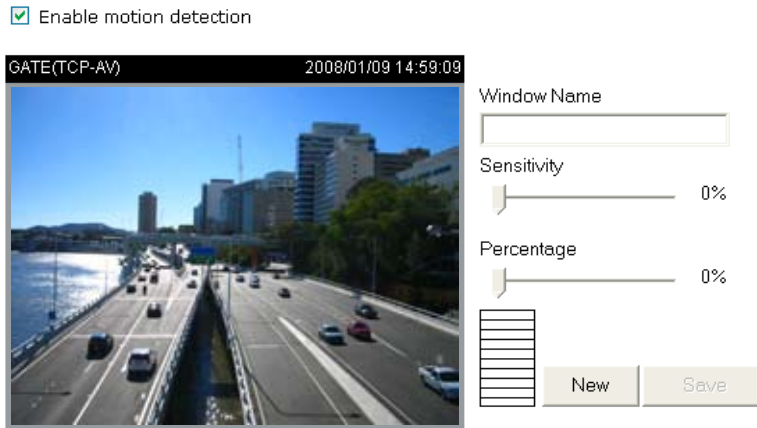 Enable motion detection
GATE(TCP-AV) 2008/01/09 14:59:09
Window Name
Sensitivity
0%
Percentage
0%
New Save